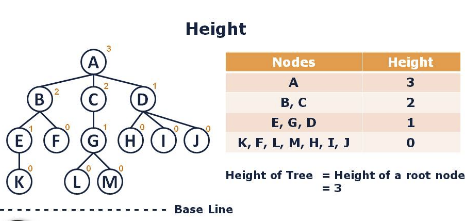 Height
A 3
B 2 C 2 D 1
E 1 F 0 G 1 H 0 I 0 J 0
K 0 L 0 M 0
Base Line
Nodes Height
A 3
B, C 2
E, G, D 1
K, F, L, M, H, I, J 0
Height of Tree = Height of a root node
= 3